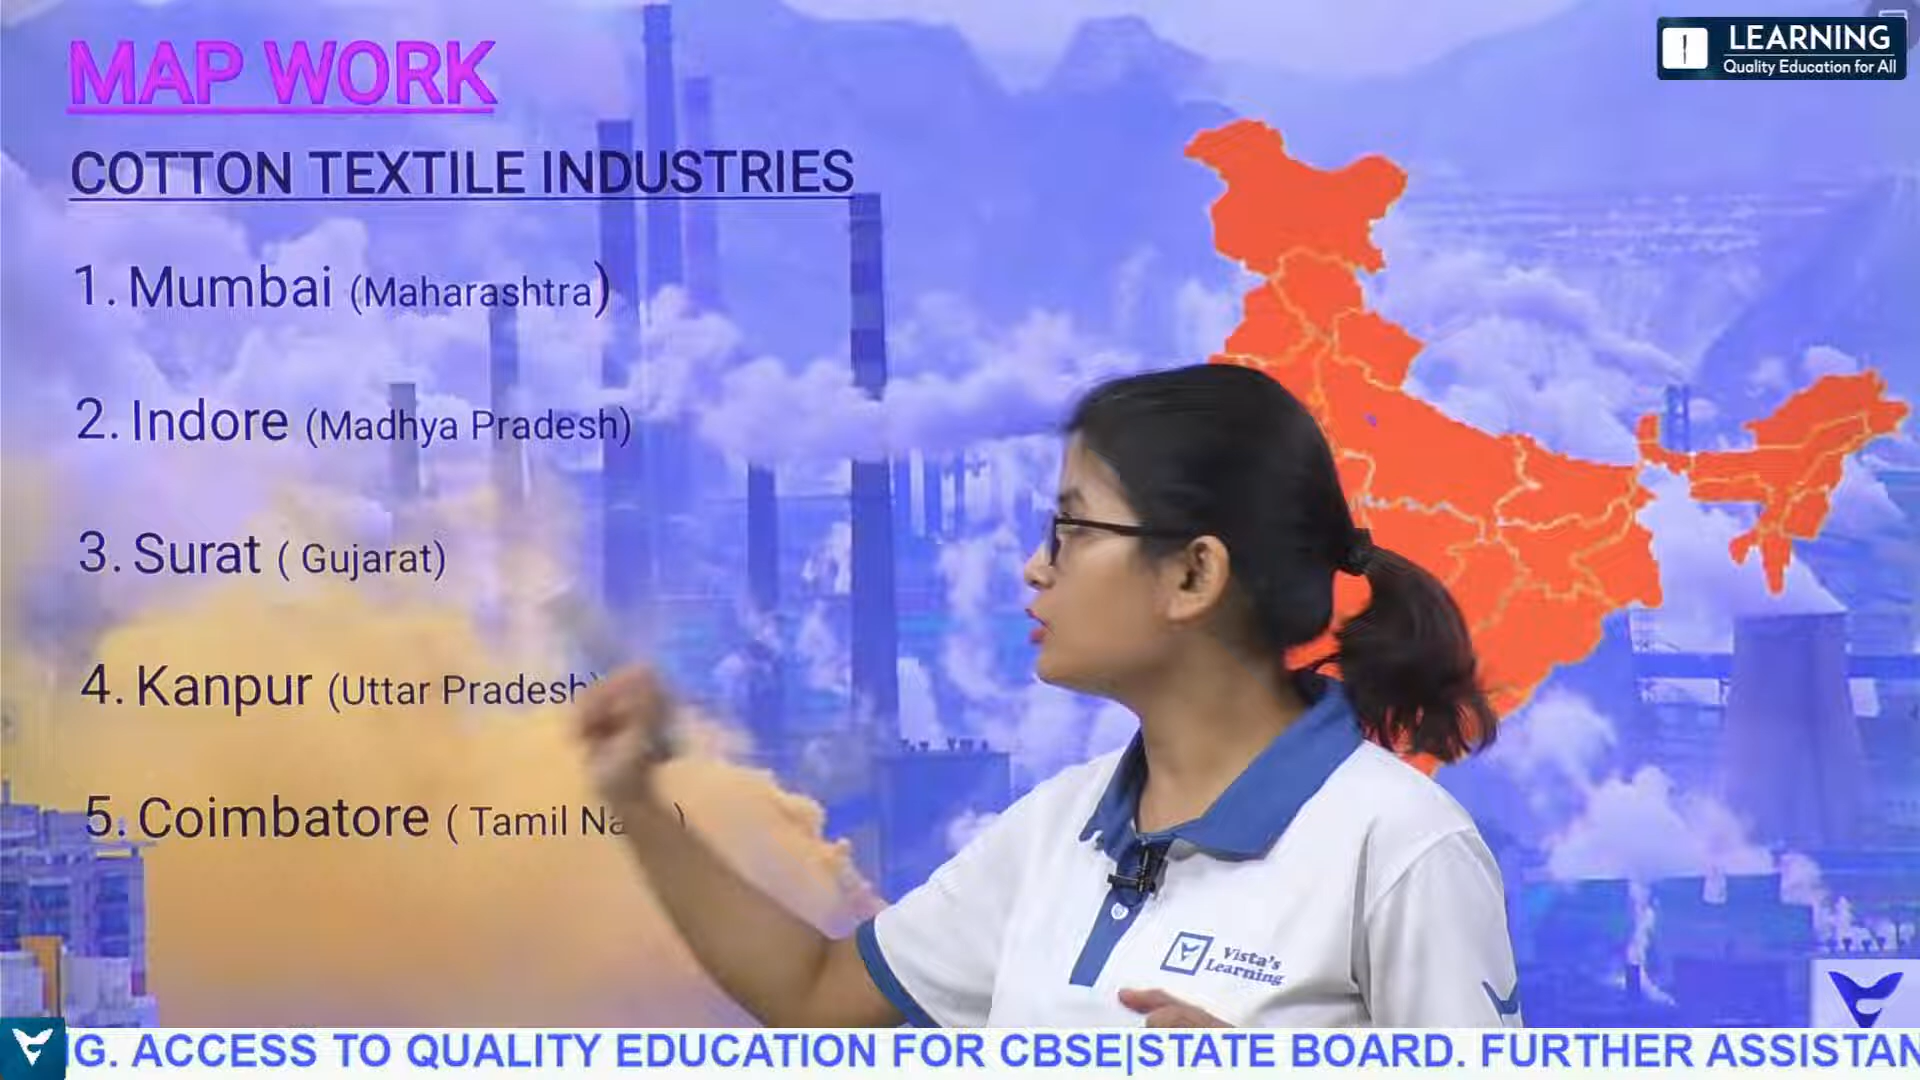 MAP WORK
LEARNING
Quality Education for All
COTTON TEXTILE INDUSTRIES
1. Mumbai (Maharashtra)
2. Indore (Madhya Pradesh)
3. Surat ( Gujarat)
4. Kanpur (Uttar Pradesh)
5. Coimbatore ( Tamil )
Vista's
Learning
G. ACCESS TO QUALITY EDUCATION FOR CBSE|STATE BOARD. FURTHER ASSISTAN